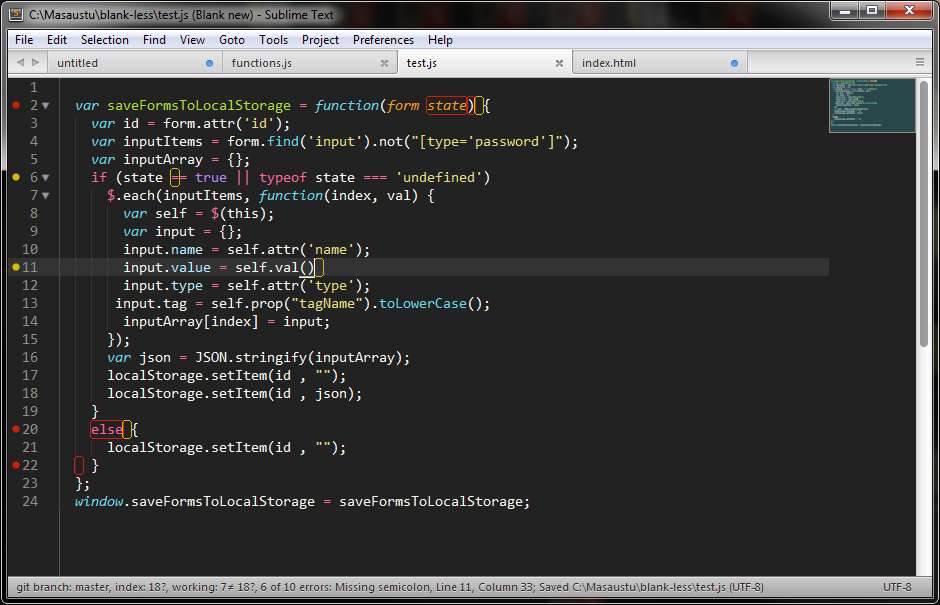 C:\Masaustu\blank-less\test.js (Blank new) - Sublime Text
File Edit Selection Find View Goto Tools Project Preferences Help
untitled functions.js test.js index.html
1
2 var saveFormsToLocalStorage = function(form state) {
3 var id = form.attr('id');
4 var inputItems = form.find('input').not("[type='password']");
5 var inputArray = {};
6 if (state == true || typeof state === 'undefined')
7 $.each(inputItems, function(index, val) {
8 var self = $(this);
9 var input = {};
10 input.name = self.attr('name');
11 input.value = self.val()
12 input.type = self.attr('type');
13 input.tag = self.prop("tagName").toLowerCase();
14 inputArray[index] = input;
15 });
16 var json = JSON.stringify(inputArray);
17 localStorage.setItem(id , "");
18 localStorage.setItem(id , json);
19 }
20 else {
21 localStorage.setItem(id , "");
22 }
23 };
24 window.saveFormsToLocalStorage = saveFormsToLocalStorage;
git branch: master, index: 18?, working: 7≠ 18?, 6 of 10 errors: Missing semicolon, Line 11, Column 33; Saved C:\Masaustu\blank-less\test.js (UTF-8) UTF-8